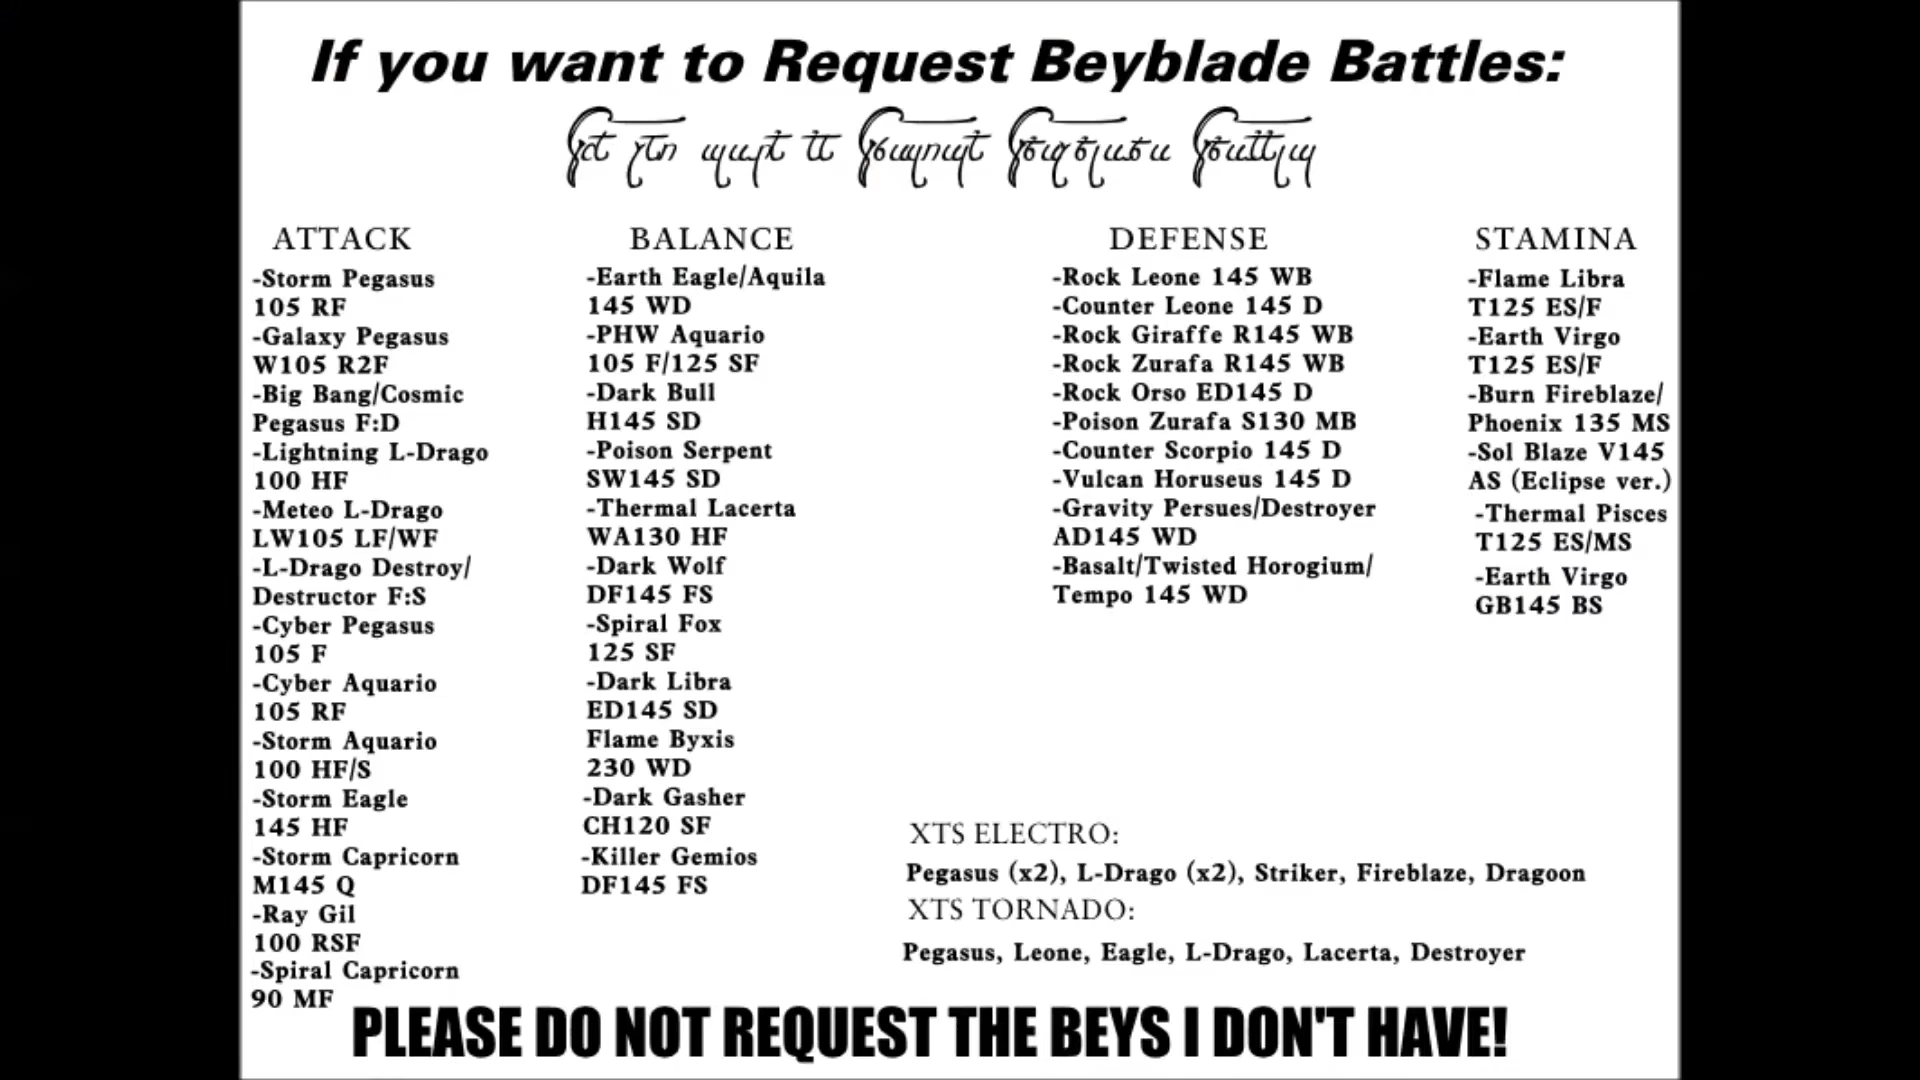 If you want to Request Beyblade Battles:
ATTACK
-Storm Pegasus
105 RF
-Galaxy Pegasus
W105 R2F
-Big Bang/Cosmic
Pegasus F:D
-Lightning L-Drago
100 HF
-Meteo L-Drago
LW105 LF/WF
-L-Drago Destroy/
Destructor F:S
-Cyber Pegasus
105 F
-Cyber Aquario
105 RF
-Storm Aquario
100 HF/S
-Storm Eagle
145 HF
-Storm Capricorn
M145 Q
-Ray Gil
100 RSF
-Spiral Capricorn
90 MF
BALANCE
-Earth Eagle/Aquila
145 WD
-PHW Aquario
105 F/125 SF
-Dark Bull
H145 SD
-Poison Serpent
SW145 SD
-Thermal Lacerta
WA130 HF
-Dark Wolf
DF145 FS
-Spiral Fox
125 SF
-Dark Libra
ED145 SD
Flame Byxis
230 WD
-Dark Gasher
CH120 SF
-Killer Gemios
DF145 FS
DEFENSE
-Rock Leone 145 WB
-Counter Leone 145 D
-Rock Giraffe R145 WB
-Rock Zurafa R145 WB
-Rock Orso ED145 D
-Poison Zurafa S130 MB
-Counter Scorpio 145 D
-Vulcan Horuseus 145 D
-Gravity Persues/Destroyer
AD145 WD
-Basalt/Twisted Horogium/
Tempo 145 WD
STAMINA
-Flame Libra
T125 ES/F
-Earth Virgo
T125 ES/F
-Burn Fireblaze/
Phoenix 135 MS
-Sol Blaze V145
AS (Eclipse ver.)
-Thermal Pisces
T125 ES/MS
-Earth Virgo
GB145 BS
XTS ELECTRO:
Pegasus (x2), L-Drago (x2), Striker, Fireblaze, Dragoon
XTS TORNADO:
Pegasus, Leone, Eagle, L-Drago, Lacerta, Destroyer
PLEASE DO NOT REQUEST THE BEYS I DON'T HAVE!